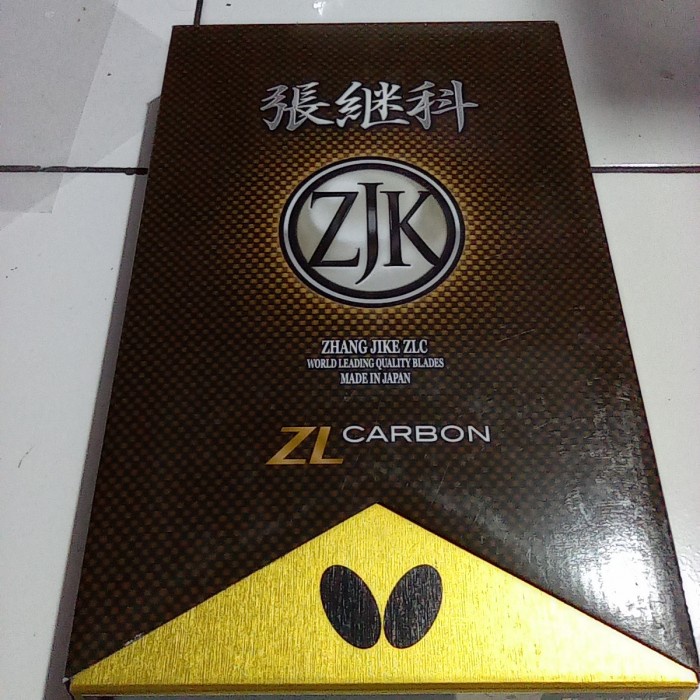 張継科
ZJK
ZHANG JIKE ZLC
WORLD LEADING QUALITY BLADES
MADE IN JAPAN
ZL CARBON